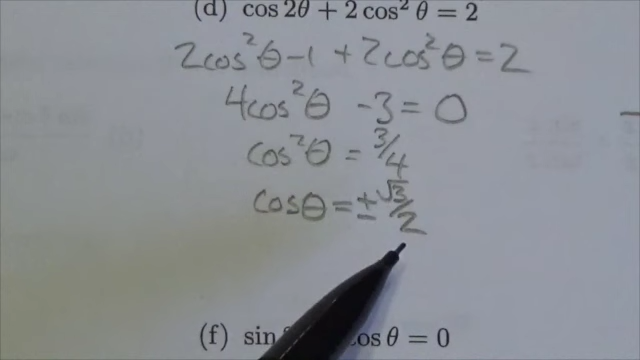 (d) cos 2θ + 2 cos² θ = 2
2cos²θ-1 + 2cos²θ = 2
4cos²θ -3 = 0
cos²θ = 3/4
cosθ = ± √3/2
(f) sin cos θ = 0